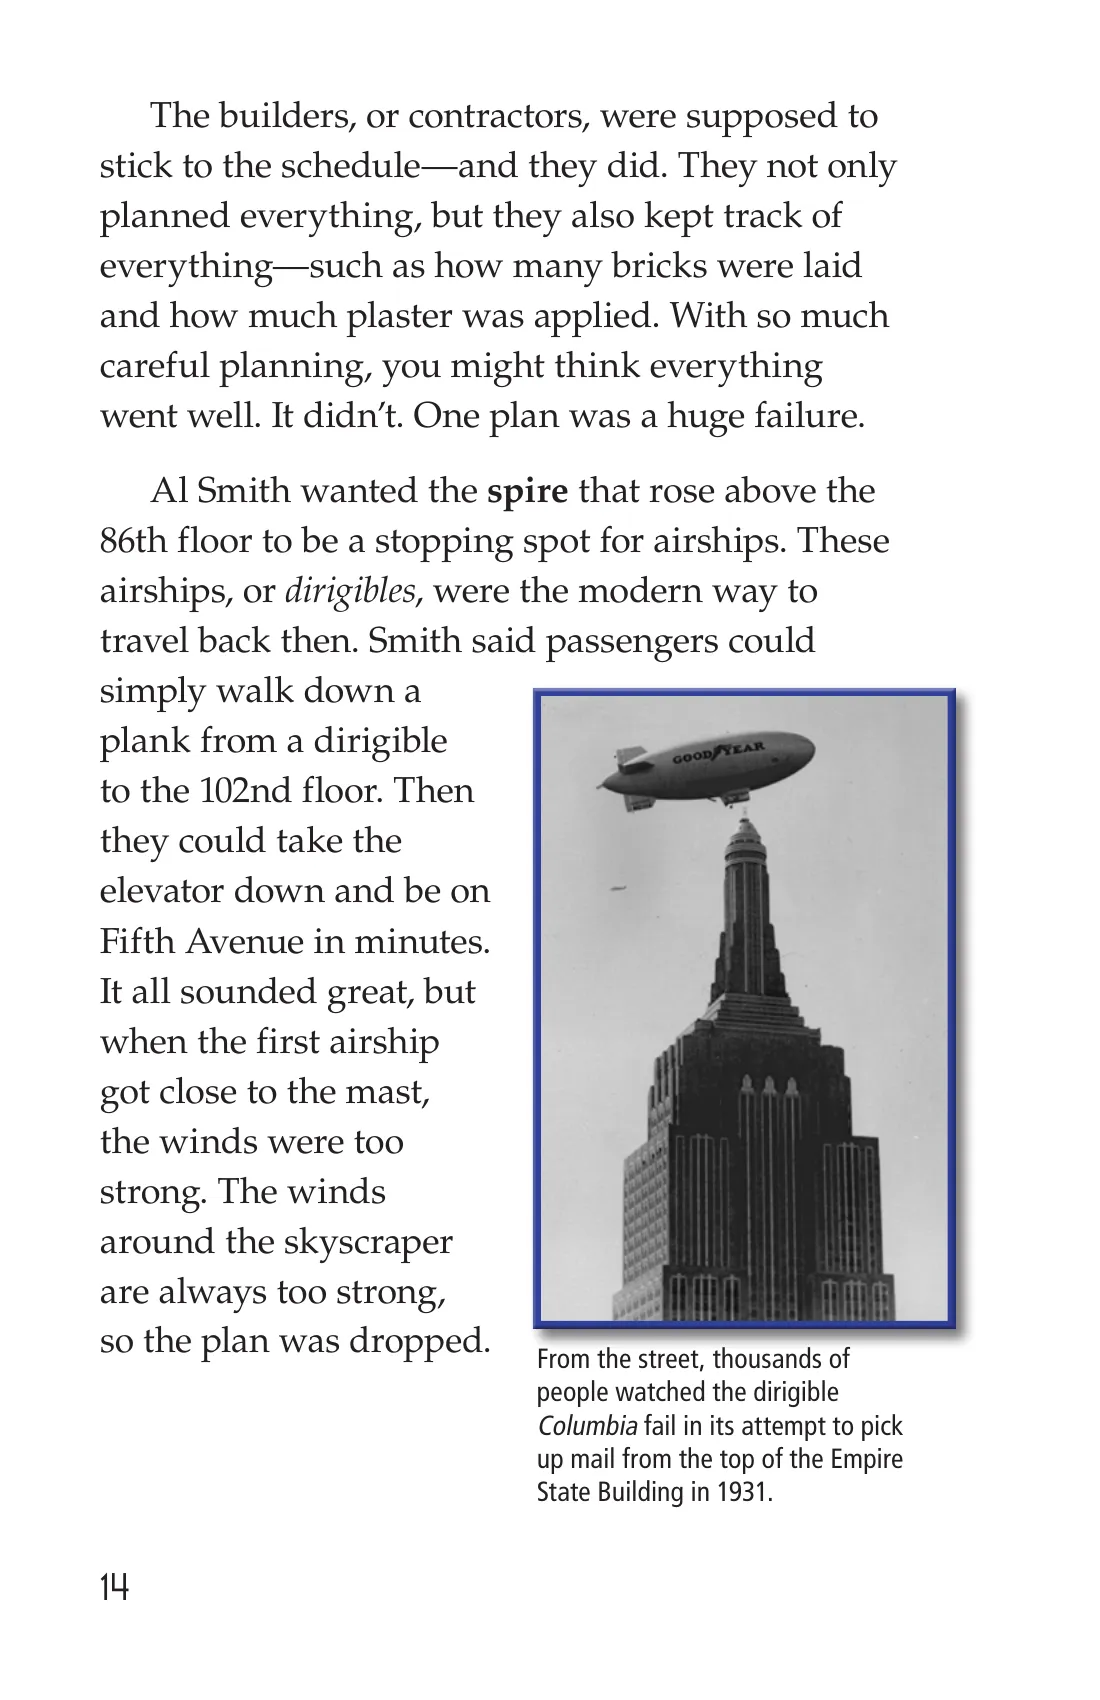 The builders, or contractors, were supposed to
stick to the schedule—and they did. They not only
planned everything, but they also kept track of
everything—such as how many bricks were laid
and how much plaster was applied. With so much
careful planning, you might think everything
went well. It didn’t. One plan was a huge failure.
Al Smith wanted the spire that rose above the
86th floor to be a stopping spot for airships. These
airships, or dirigibles, were the modern way to
travel back then. Smith said passengers could
simply walk down a
plank from a dirigible
to the 102nd floor. Then
they could take the
elevator down and be on
Fifth Avenue in minutes.
It all sounded great, but
when the first airship
got close to the mast,
the winds were too
strong. The winds
around the skyscraper
are always too strong,
so the plan was dropped.
GOODYEAR
From the street, thousands of
people watched the dirigible
Columbia fail in its attempt to pick
up mail from the top of the Empire
State Building in 1931.
14